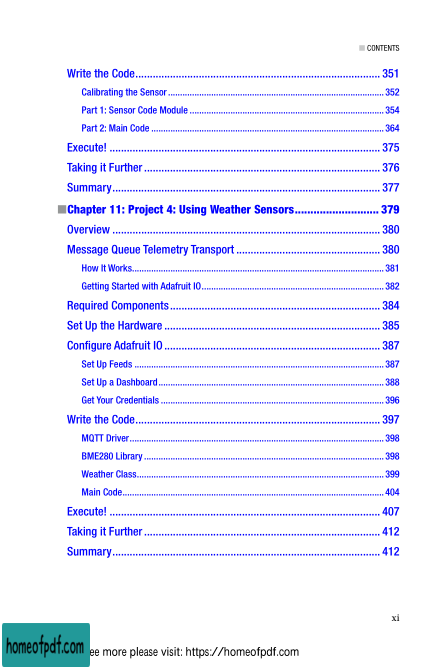 ■ CONTENTS
Write the Code..................................................................................... 351
Calibrating the Sensor .................................................................................... 352
Part 1: Sensor Code Module ............................................................................ 354
Part 2: Main Code .......................................................................................... 364
Execute! .............................................................................................. 375
Taking it Further .................................................................................. 376
Summary............................................................................................. 377
■Chapter 11: Project 4: Using Weather Sensors........................... 379
Overview ............................................................................................. 380
Message Queue Telemetry Transport .................................................. 380
How It Works.................................................................................................. 381
Getting Started with Adafruit IO....................................................................... 382
Required Components......................................................................... 384
Set Up the Hardware ........................................................................... 385
Configure Adafruit IO ........................................................................... 387
Set Up Feeds ................................................................................................. 387
Set Up a Dashboard........................................................................................ 388
Get Your Credentials ....................................................................................... 396
Write the Code..................................................................................... 397
MQTT Driver................................................................................................... 398
BME280 Library .............................................................................................. 398
Weather Class................................................................................................ 399
Main Code...................................................................................................... 404
Execute! .............................................................................................. 407
Taking it Further .................................................................................. 412
Summary............................................................................................. 412
xi
homeofpdf.com ee more please visit: https://homeofpdf.com